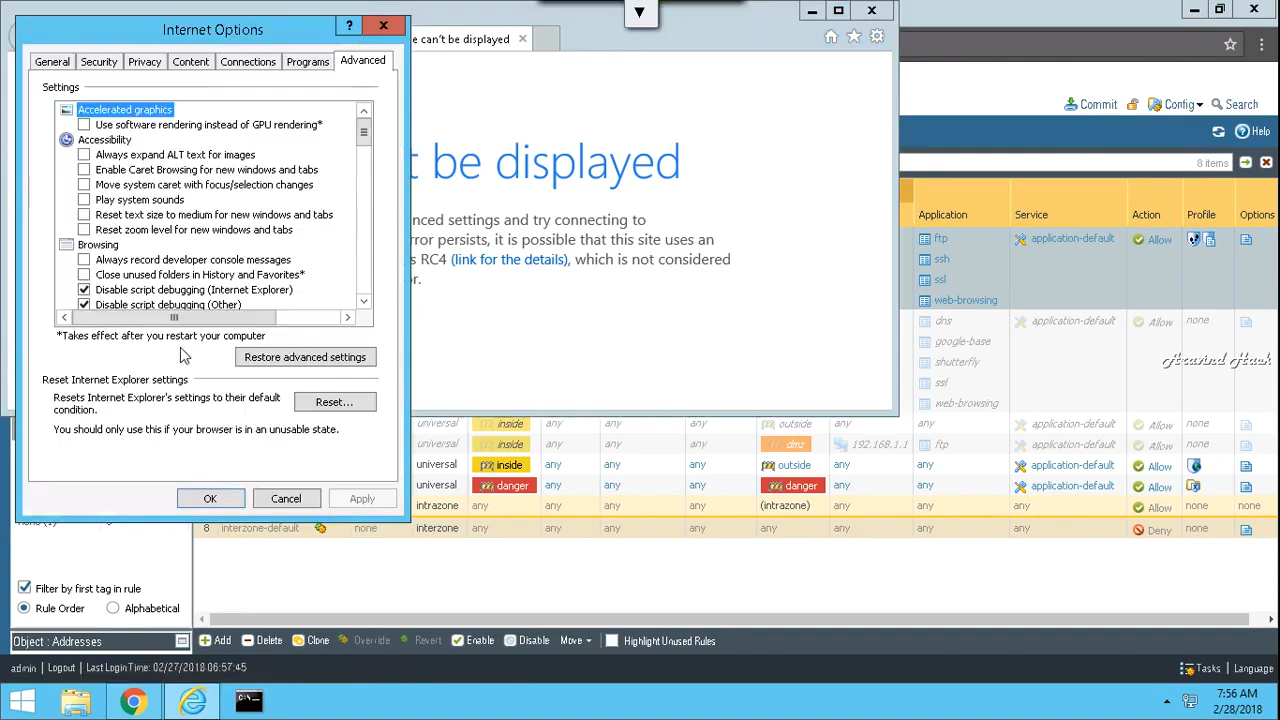 Internet Options
?
General
Security
Privacy
Content
Connections
Programs
Advanced
Settings
Accelerated graphics
Use software rendering instead of GPU rendering*
Accessibility
Always expand ALT text for images
Enable Caret Browsing for new windows and tabs
Move system caret with focus/selection changes
Play system sounds
Reset text size to medium for new windows and tabs
Reset zoom level for new windows and tabs
Browsing
Always record developer console messages
Close unused folders in History and Favorites*
Disable script debugging (Internet Explorer)
Disable script debugging (Other)
*Takes effect after you restart your computer
Restore advanced settings
Reset Internet Explorer settings
Resets Internet Explorer's settings to their default
condition.
Reset...
You should only use this if your browser is in an unusable state.
OK
Cancel
Apply
e can't be displayed
t be displayed
nced settings and try connecting to
rror persists, it is possible that this site uses an
s RC4 (link for the details), which is not considered
or.
Commit
Config
Search
Help
8 items
Application Service Action Profile Options
ftp application-default Allow
ssh
ssl
web-browsing
dns application-default Allow none
google-base
shutterfly
Aravind Hash
ssl
web-browsing
universal inside any any any outside any application-default Allow
universal inside any any any dmz 192.168.1.1 ftp application-default Allow
universal inside any any any outside any any application-default Allow
universal danger any any any danger any any application-default Allow
intrazone any any any any (intrazone) any any any Allow none none
8 interzone-default none interzone any any any any any any any any Deny none
Filter by first tag in rule
Rule Order
Alphabetical
Object : Addresses
Add
Delete
Clone
Override
Revert
Enable
Disable
Move
Highlight Unused Rules
admin | Logout | Last Login Time: 02/27/2018 06:57:45
Tasks | Language
7:56 AM
2/28/2018